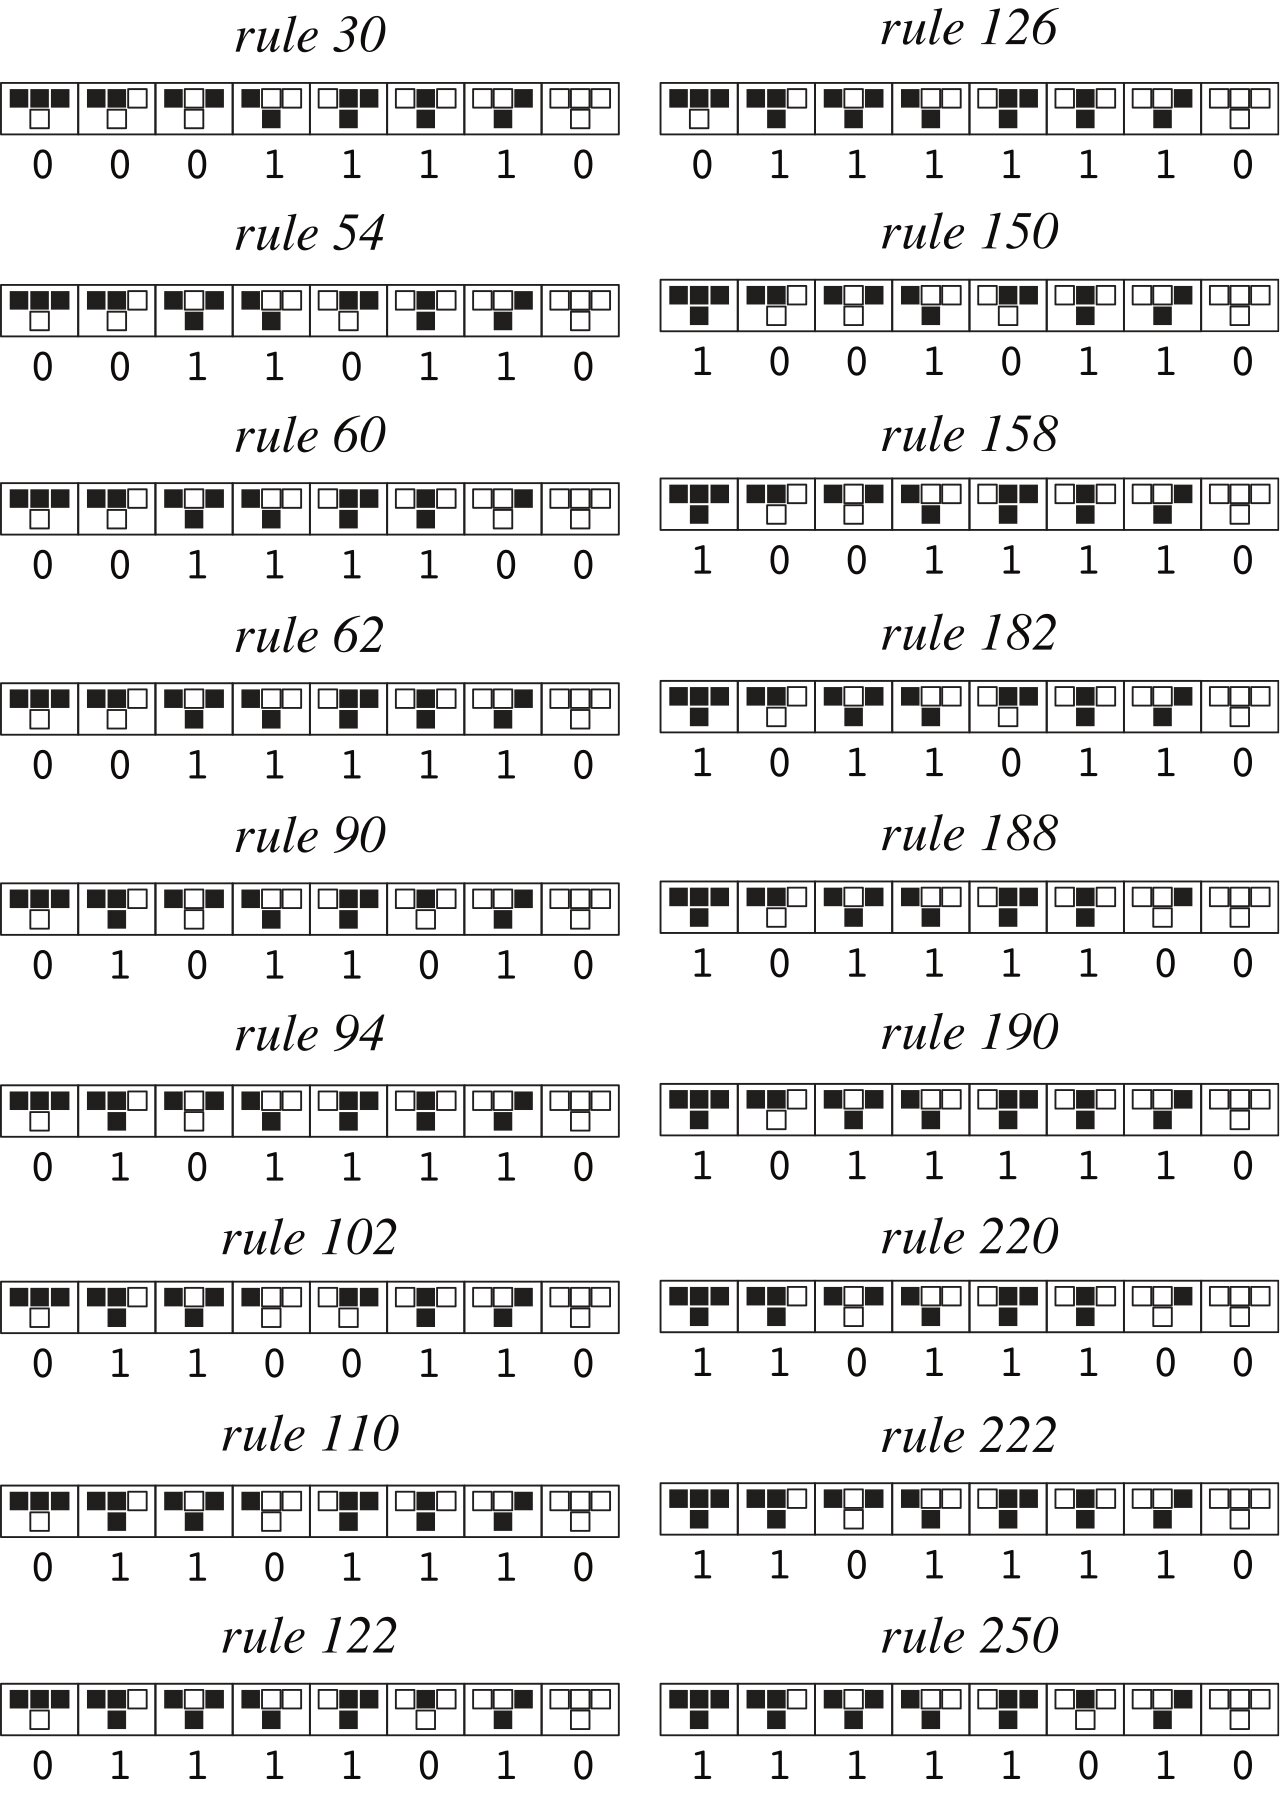 rule 30
0 0 0 1 1 1 1 0
rule 54
0 0 1 1 0 1 1 0
rule 60
0 0 1 1 1 1 0 0
rule 62
0 0 1 1 1 1 1 0
rule 90
0 1 0 1 1 0 1 0
rule 94
0 1 0 1 1 1 1 0
rule 102
0 1 1 0 0 1 1 0
rule 110
0 1 1 0 1 1 1 0
rule 122
0 1 1 1 1 0 1 0
rule 126
0 1 1 1 1 1 1 0
rule 150
1 0 0 1 0 1 1 0
rule 158
1 0 0 1 1 1 1 0
rule 182
1 0 1 1 0 1 1 0
rule 188
1 0 1 1 1 1 0 0
rule 190
1 0 1 1 1 1 1 0
rule 220
1 1 0 1 1 1 0 0
rule 222
1 1 0 1 1 1 1 0
rule 250
1 1 1 1 1 0 1 0